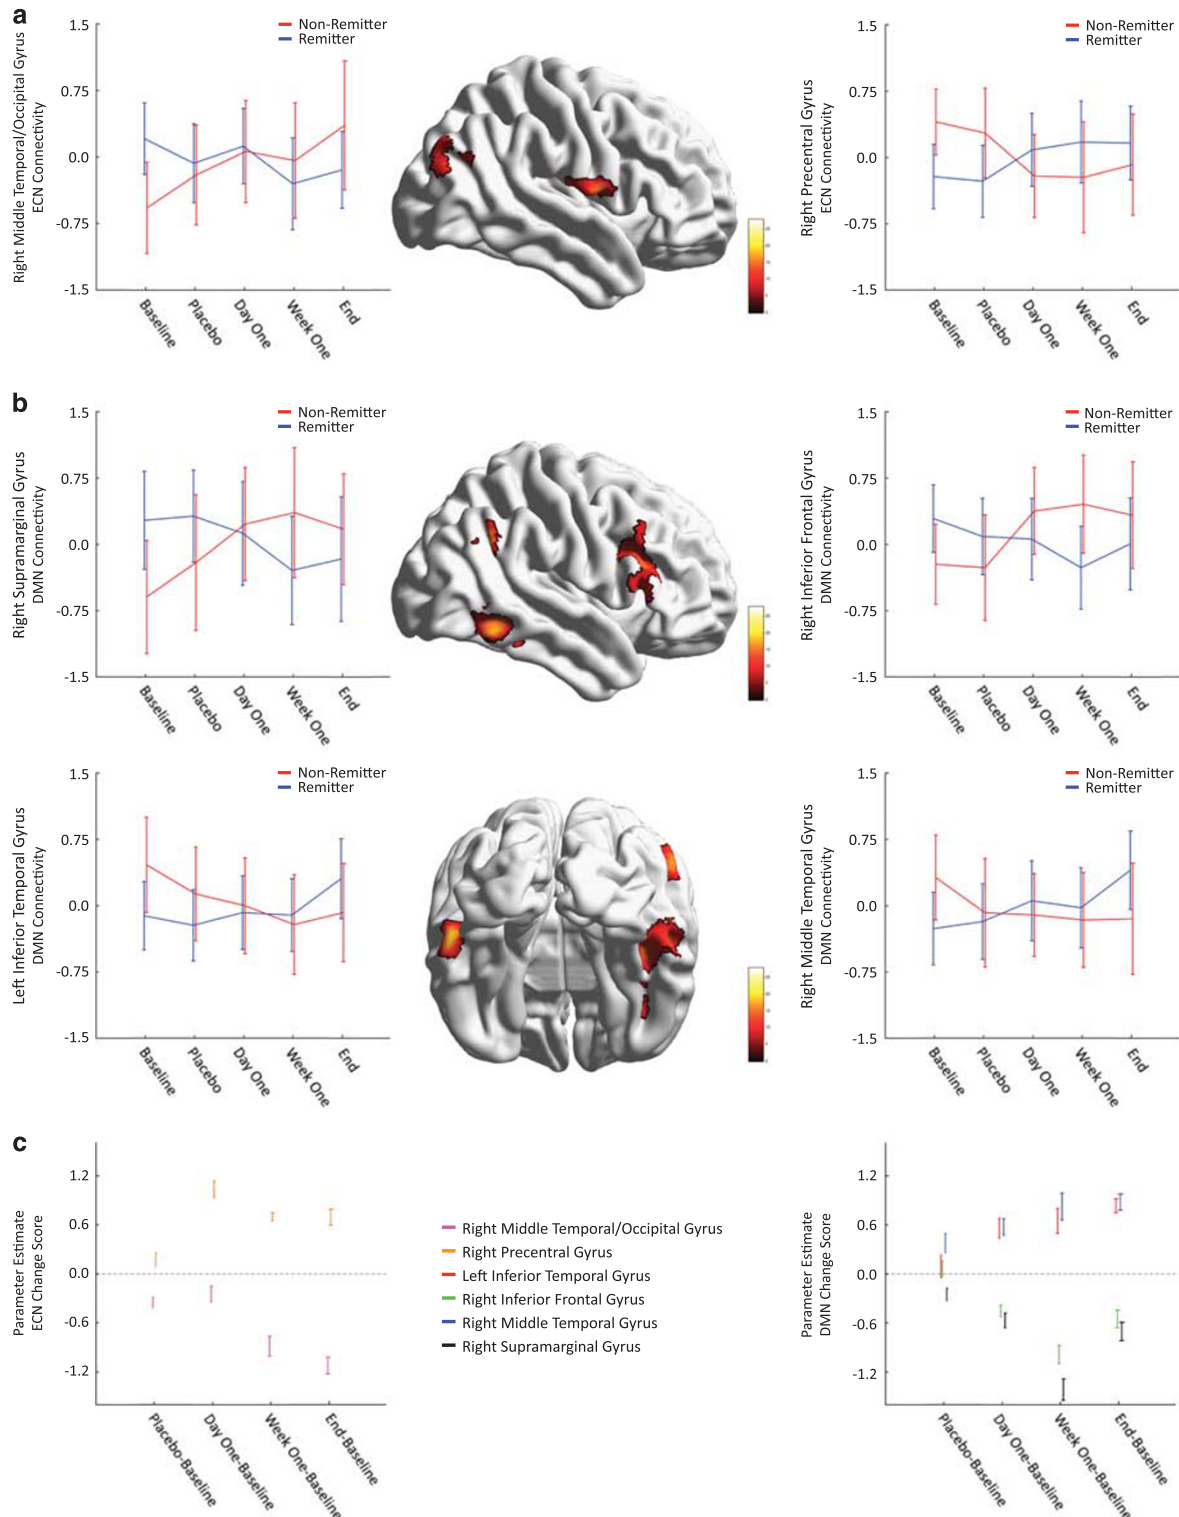 a
Right Middle Temporal/Occipital Gyrus
ECN Connectivity
1.5
0.75
0.0
-0.75
-1.5
Non-Remitter
Remitter
Baseline
Placebo
Day One
Week One
End
Right Precentral Gyrus
ECN Connectivity
1.5
0.75
0.0
-0.75
-1.5
Non-Remitter
Remitter
Baseline
Placebo
Day One
Week One
End
b
Right Supramarginal Gyrus
DMN Connectivity
1.5
0.75
0.0
-0.75
-1.5
Non-Remitter
Remitter
Baseline
Placebo
Day One
Week One
End
Right Inferior Frontal Gyrus
DMN Connectivity
1.5
0.75
0.0
-0.75
-1.5
Non-Remitter
Remitter
Baseline
Placebo
Day One
Week One
End
Left Inferior Temporal Gyrus
DMN Connectivity
1.5
0.75
0.0
-0.75
-1.5
Non-Remitter
Remitter
Baseline
Placebo
Day One
Week One
End
Right Middle Temporal Gyrus
DMN Connectivity
1.5
0.75
0.0
-0.75
-1.5
Non-Remitter
Remitter
Baseline
Placebo
Day One
Week One
End
c
Parameter Estimate
ECN Change Score
1.2
0.6
0.0
-0.6
-1.2
Placebo-Baseline
Day One-Baseline
Week One-Baseline
End-Baseline
Right Middle Temporal/Occipital Gyrus
Right Precentral Gyrus
Left Inferior Temporal Gyrus
Right Inferior Frontal Gyrus
Right Middle Temporal Gyrus
Right Supramarginal Gyrus
Parameter Estimate
DMN Change Score
1.2
0.6
0.0
-0.6
-1.2
Placebo-Baseline
Day One-Baseline
Week One-Baseline
End-Baseline